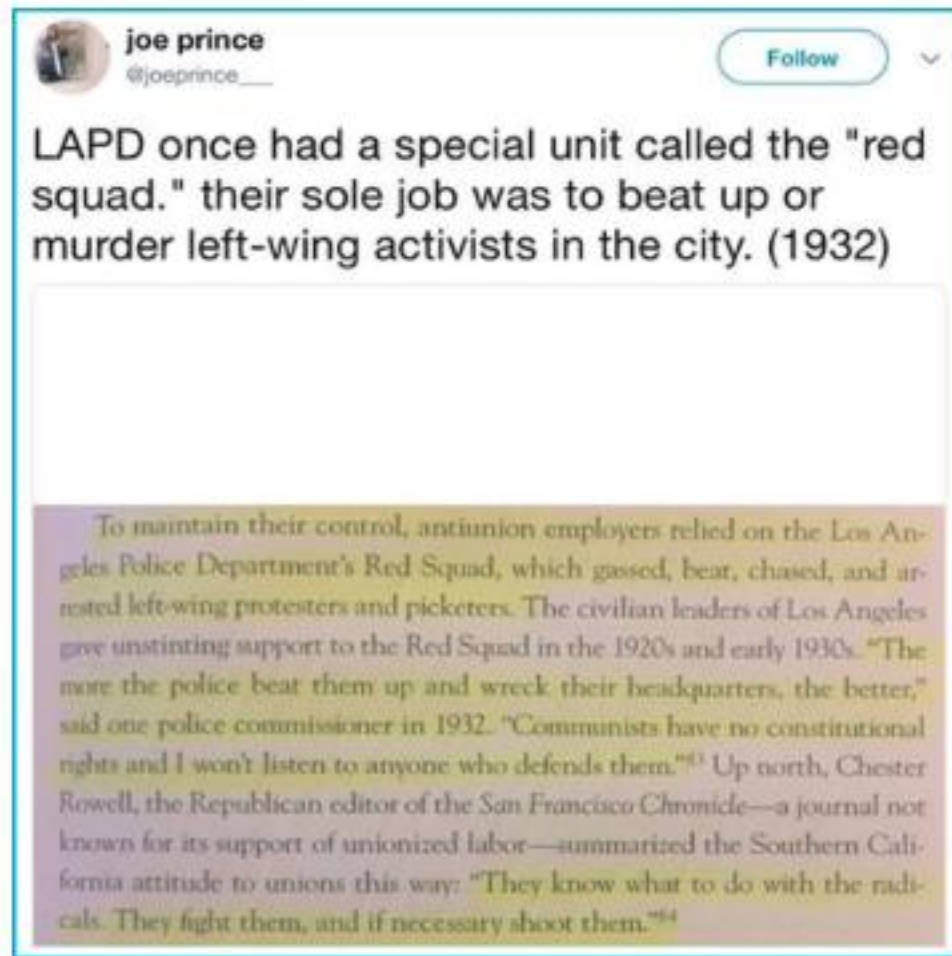 joe prince
@joeprince___
Follow
LAPD once had a special unit called the "red
squad." their sole job was to beat up or
murder left-wing activists in the city. (1932)
To maintain their control, antiunion employers relied on the Los An-
geles Police Department's Red Squad, which gassed, beat, chased, and ar-
rested left-wing protesters and picketers. The civilian leaders of Los Angeles
gave unstinting support to the Red Squad in the 1920s and early 1930s. "The
more the police beat them up and wreck their headquarters, the better,"
said one police commissioner in 1932. "Communists have no constitutional
rights and I won't listen to anyone who defends them."83 Up north, Chester
Rowell, the Republican editor of the San Francisco Chronicle—a journal not
known for its support of unionized labor—summarized the Southern Cali-
fornia attitude to unions this way: "They know what to do with the radi-
cals. They fight them, and if necessary shoot them."84